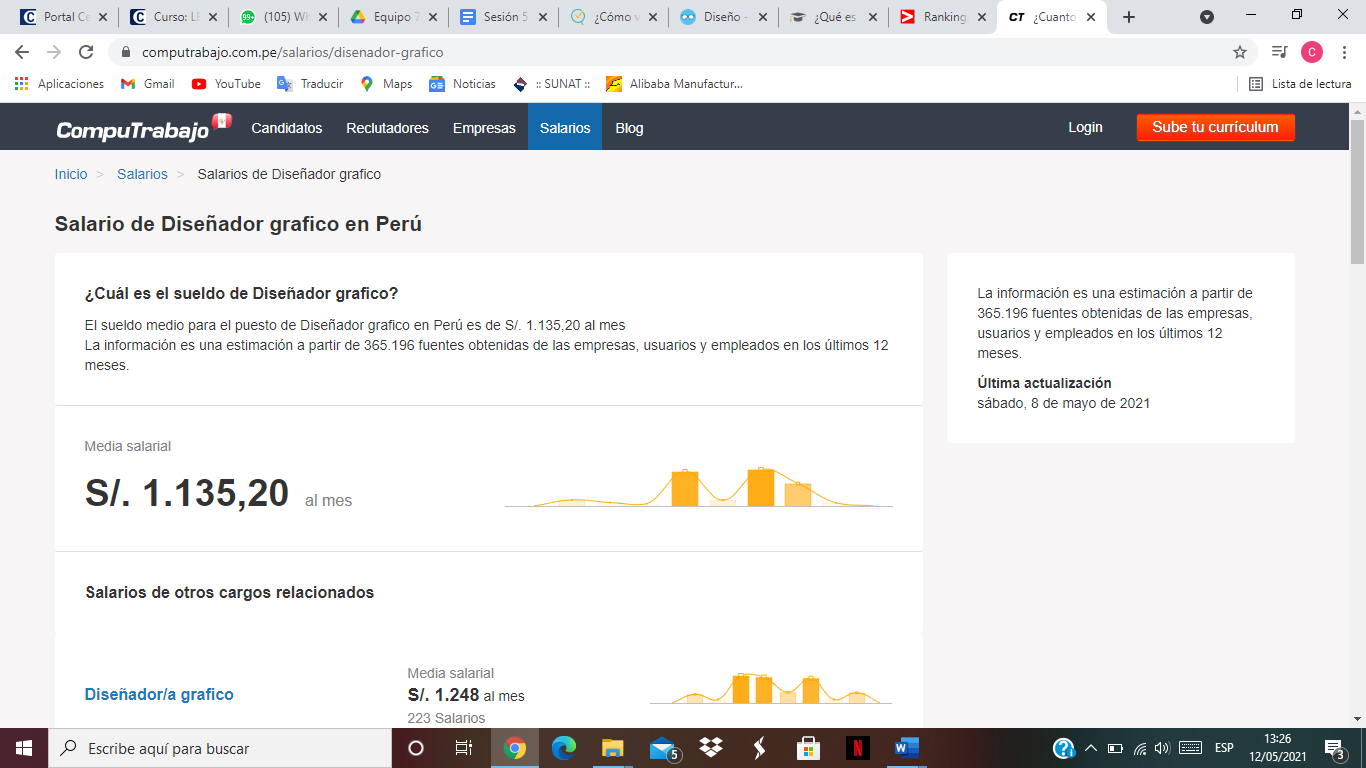 Portal Ce
Curso: LE
(105) Wh
Equipo 7
Sesión 5
¿Cómo v
Diseño -
¿Qué es
Ranking
CT ¿Cuanto
computrabajo.com.pe/salarios/disenador-grafico
C
Aplicaciones
Gmail
YouTube
Traducir
Maps
Noticias
:: SUNAT ::
Alibaba Manufactur...
Lista de lectura
CompuTrabajo
Candidatos
Reclutadores
Empresas
Salarios
Blog
Login
Sube tu currículum
Inicio > Salarios > Salarios de Diseñador grafico
Salario de Diseñador grafico en Perú
¿Cuál es el sueldo de Diseñador grafico?
El sueldo medio para el puesto de Diseñador grafico en Perú es de S/. 1.135,20 al mes
La información es una estimación a partir de 365.196 fuentes obtenidas de las empresas, usuarios y empleados en los últimos 12
meses.
Media salarial
S/. 1.135,20 al mes
Salarios de otros cargos relacionados
Diseñador/a grafico
Media salarial
S/. 1.248 al mes
223 Salarios
La información es una estimación a partir de
365.196 fuentes obtenidas de las empresas,
usuarios y empleados en los últimos 12
meses.
Última actualización
sábado, 8 de mayo de 2021
Escribe aquí para buscar
5
ESP
13:26
12/05/2021
3